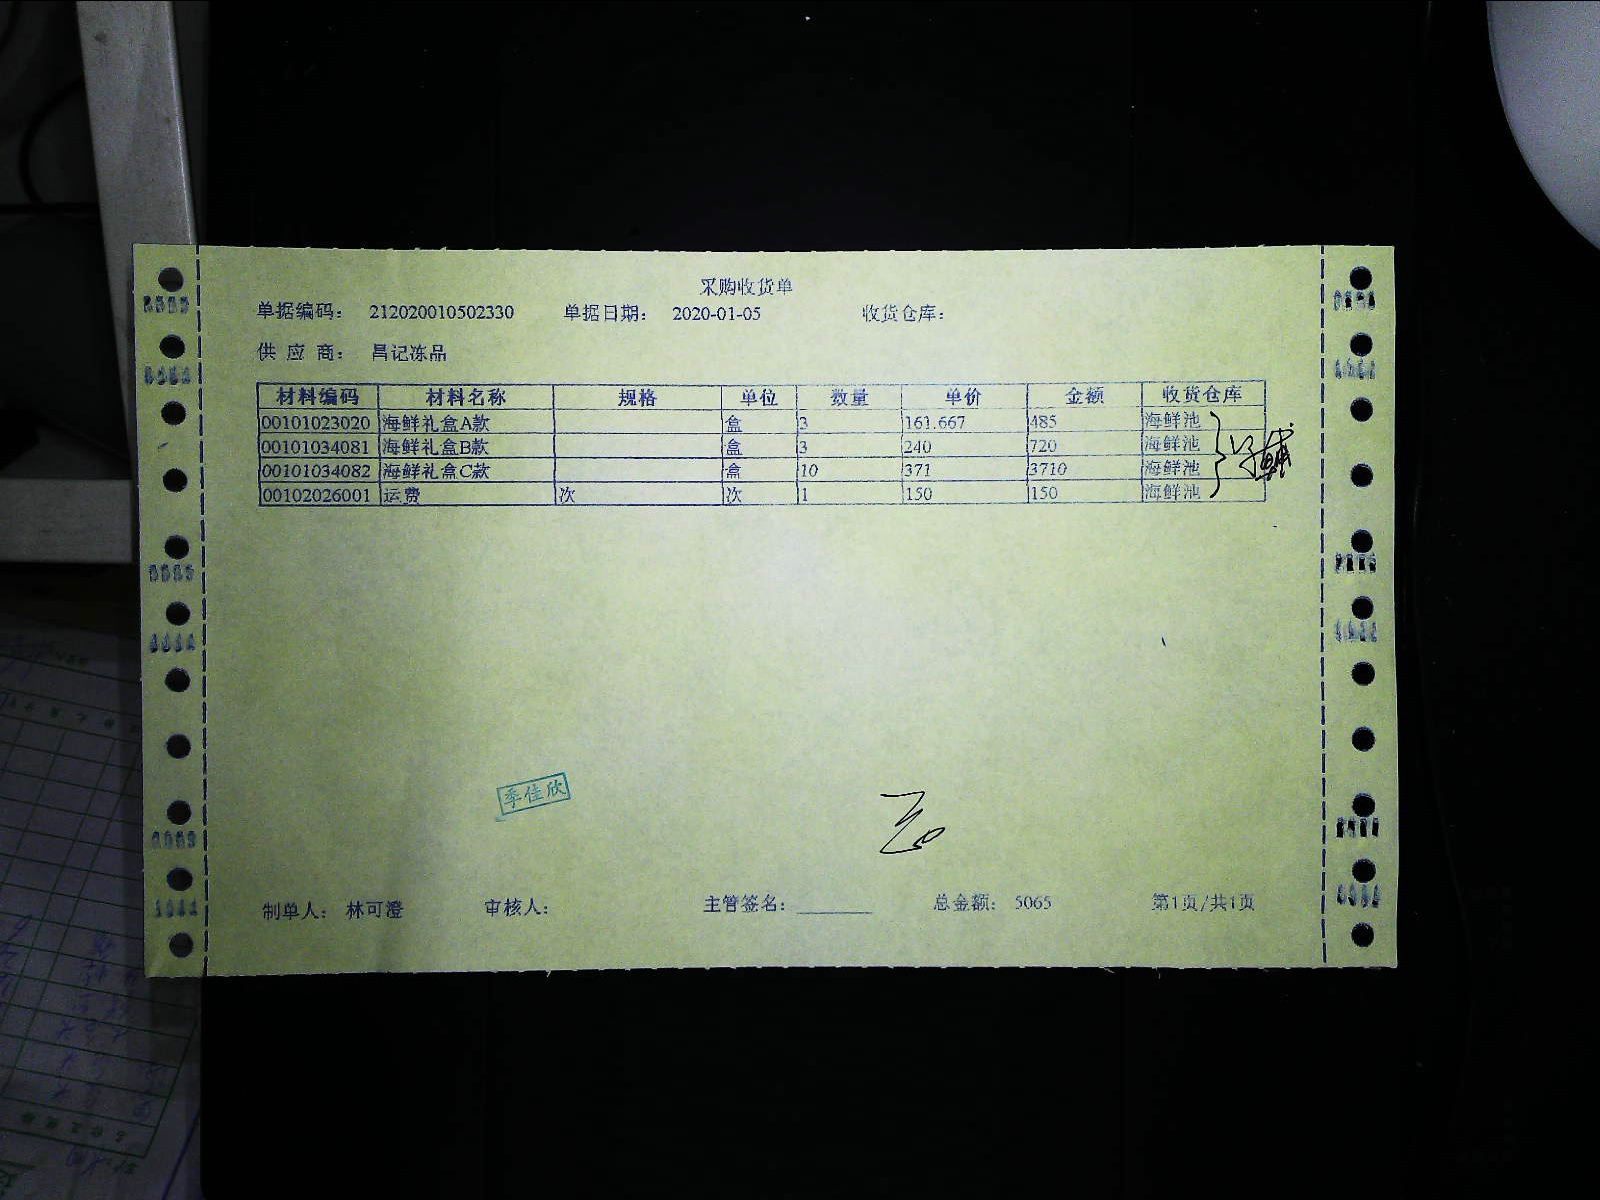 采购收货单
单据编码： 212020010502330 单据日期： 2020-01-05 收货仓库：
供 应 商： 昌记冻品
材料编码 材料名称 规格 单位 数量 单价 金额 收货仓库
00101023020 海鲜礼盒A款 盒 3 161.667 485 海鲜池
00101034081 海鲜礼盒B款 盒 3 240 720 海鲜池
00101034082 海鲜礼盒C款 盒 10 371 3710 海鲜池
00102026001 运费 次 次 1 150 150 海鲜池
季佳欣
制单人： 林可澄 审核人： 主管签名：________ 总金额： 5065 第1页/共1页